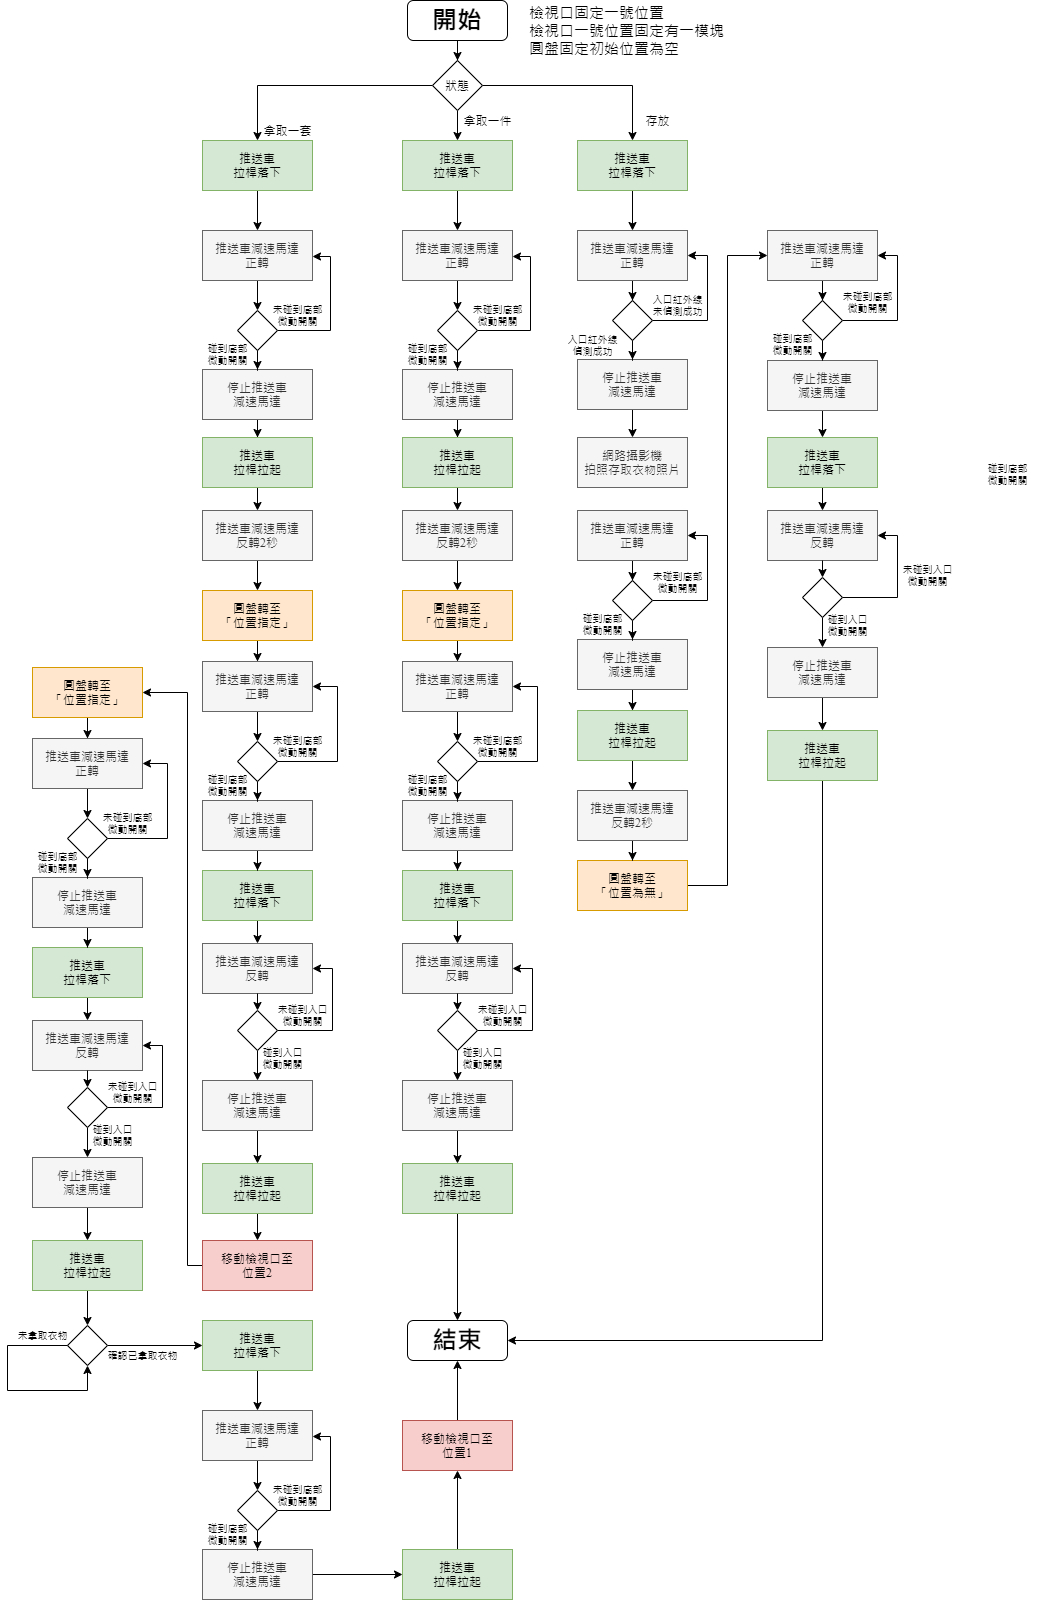 開始
檢視口固定一號位置
檢視口一號位置固定有一模塊
圓盤固定初始位置為空
狀態
拿取一套
拿取一件
存放
推送車
拉桿落下
推送車減速馬達
正轉
未碰到底部
微動開關
碰到底部
微動開關
停止推送車
減速馬達
推送車
拉桿拉起
推送車減速馬達
反轉2秒
圓盤轉至
「位置指定」
推送車減速馬達
正轉
未碰到底部
微動開關
碰到底部
微動開關
停止推送車
減速馬達
推送車
拉桿落下
推送車減速馬達
反轉
未碰到入口
微動開關
碰到入口
微動開關
停止推送車
減速馬達
推送車
拉桿拉起
移動檢視口至
位置2
圓盤轉至
「位置指定」
推送車減速馬達
正轉
未碰到底部
微動開關
碰到底部
微動開關
停止推送車
減速馬達
推送車
拉桿落下
推送車減速馬達
反轉
未碰到入口
微動開關
碰到入口
微動開關
停止推送車
減速馬達
推送車
拉桿拉起
未拿取衣物
確認已拿取衣物
推送車
拉桿落下
推送車減速馬達
正轉
未碰到底部
微動開關
碰到底部
微動開關
停止推送車
減速馬達
推送車
拉桿拉起
移動檢視口至
位置1
推送車
拉桿落下
推送車減速馬達
正轉
未碰到底部
微動開關
碰到底部
微動開關
停止推送車
減速馬達
推送車
拉桿拉起
推送車減速馬達
反轉2秒
圓盤轉至
「位置指定」
推送車減速馬達
正轉
未碰到底部
微動開關
碰到底部
微動開關
停止推送車
減速馬達
推送車
拉桿落下
推送車減速馬達
反轉
未碰到入口
微動開關
碰到入口
微動開關
停止推送車
減速馬達
推送車
拉桿拉起
結束
推送車
拉桿落下
推送車減速馬達
正轉
入口紅外線
未偵測成功
入口紅外線
偵測成功
停止推送車
減速馬達
網路攝影機
拍照存取衣物照片
推送車減速馬達
正轉
未碰到底部
微動開關
碰到底部
微動開關
停止推送車
減速馬達
推送車
拉桿拉起
推送車減速馬達
反轉2秒
圓盤轉至
「位置為無」
推送車減速馬達
正轉
未碰到底部
微動開關
碰到底部
微動開關
停止推送車
減速馬達
推送車
拉桿落下
推送車減速馬達
反轉
未碰到入口
微動開關
碰到入口
微動開關
停止推送車
減速馬達
推送車
拉桿拉起
碰到底部
微動開關